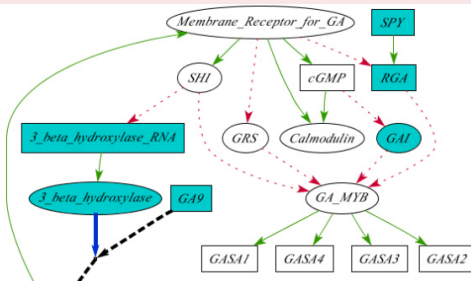 Membrane_Receptor_for_GA
SPY
SHI
cGMP
RGA
3_beta_hydroxylase_RNA
GRS
Calmodulin
GAI
3_beta_hydroxylase
GA9
GA_MYB
GASA1
GASA4
GASA3
GASA2